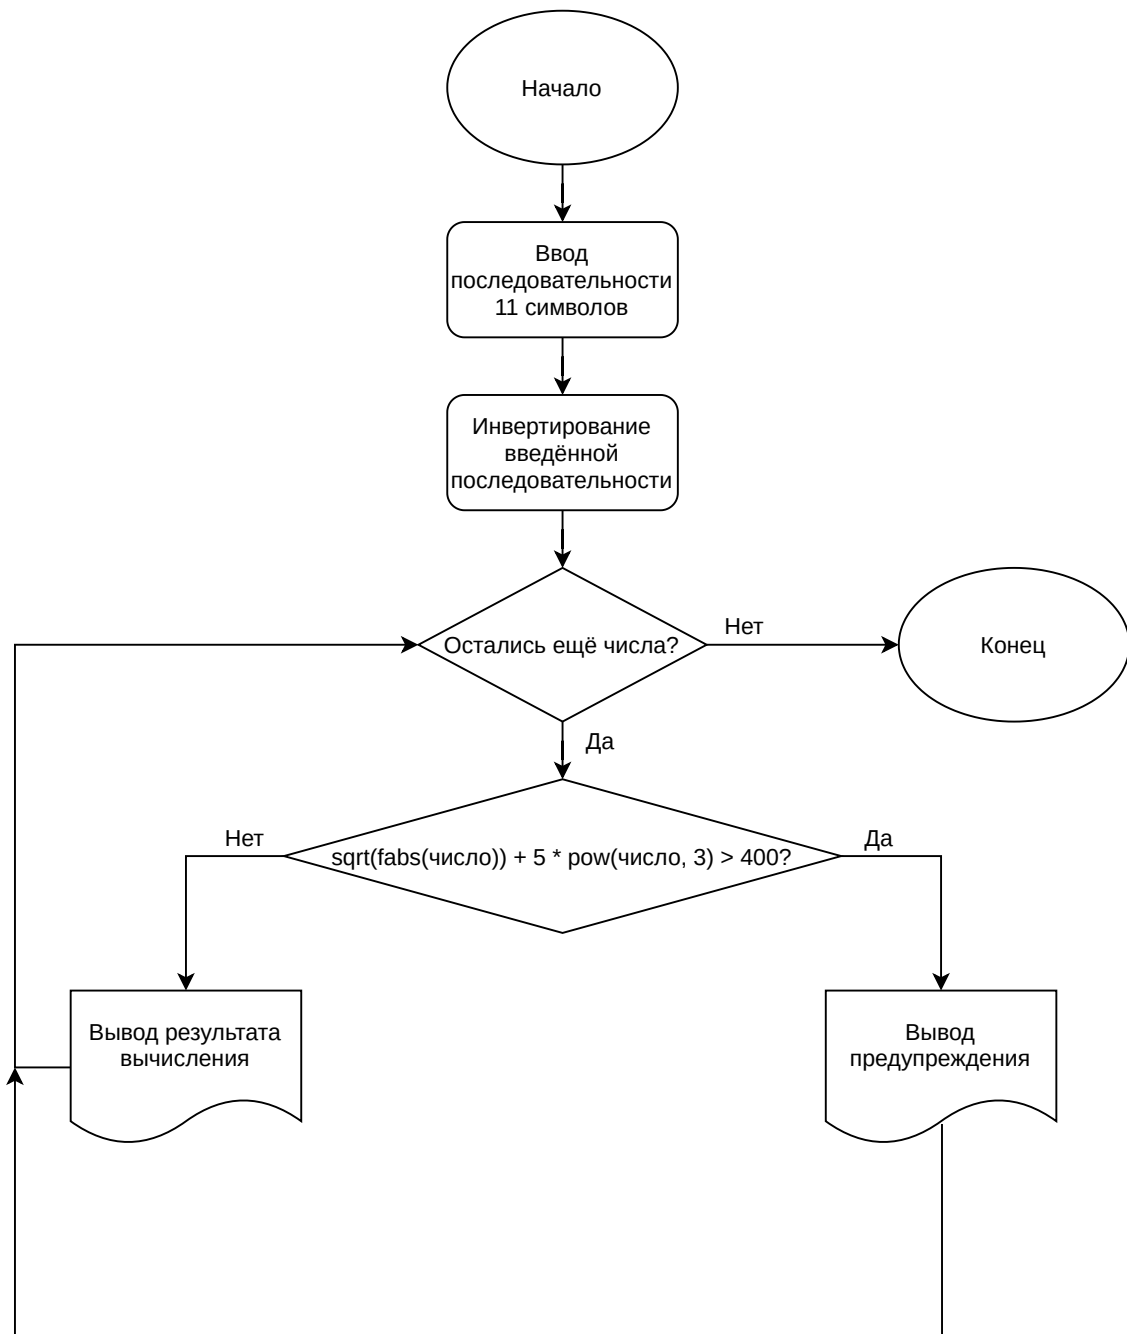 Начало
Ввод
последовательности
11 символов
Инвертирование
введённой
последовательности
Остались ещё числа?
Нет
Конец
Да
Нет
sqrt(fabs(число)) + 5 * pow(число, 3) > 400?
Да
Вывод результата
вычисления
Вывод
предупреждения